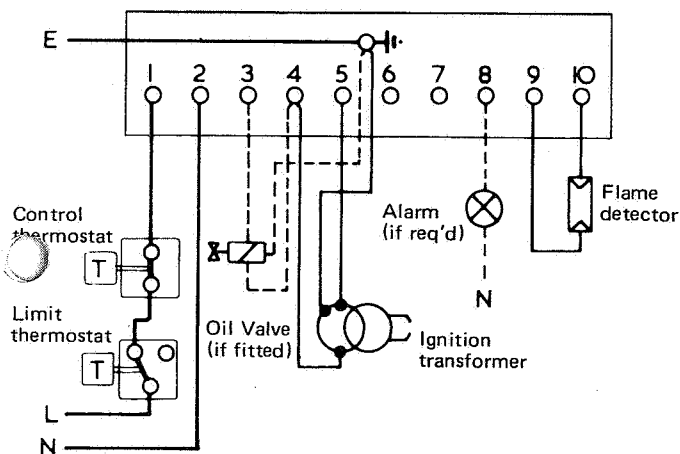 E
1 2 3 4 5 6 7 8 9 10
Control
thermostat
T
Limit
thermostat
T
L
N
Oil Valve
(if fitted)
Ignition
transformer
Alarm
(if req'd)
N
Flame
detector